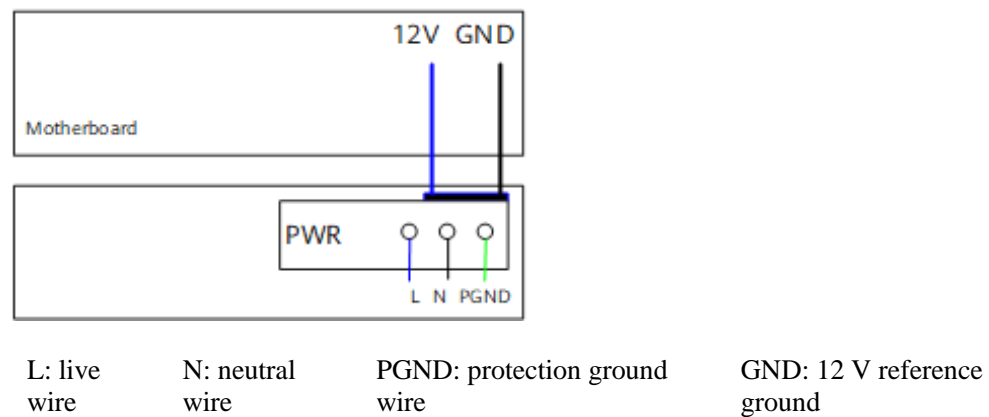 12V GND
Motherboard
PWR
L N PGND
L: live wire
N: neutral wire
PGND: protection ground wire
GND: 12 V reference ground